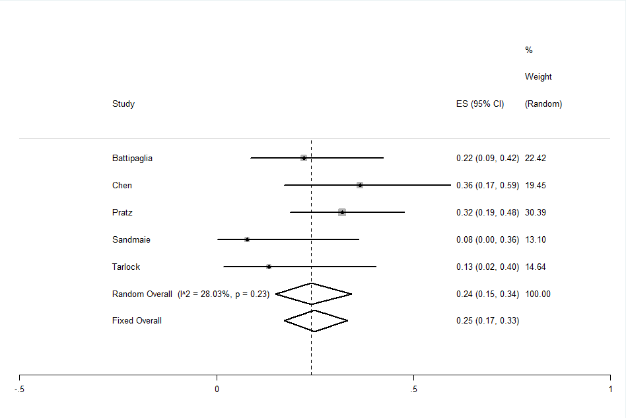 %
Weight
Study ES (95% CI) (Random)
Battipaglia 0.22 (0.09, 0.42) 22.42
Chen 0.36 (0.17, 0.59) 19.45
Pratz 0.32 (0.19, 0.48) 30.39
Sandmaie 0.08 (0.00, 0.36) 13.10
Tarlock 0.13 (0.02, 0.40) 14.64
Random Overall (I^2 = 28.03%, p = 0.23) 0.24 (0.15, 0.34) 100.00
Fixed Overall 0.25 (0.17, 0.33)
-.5 0 .5 1